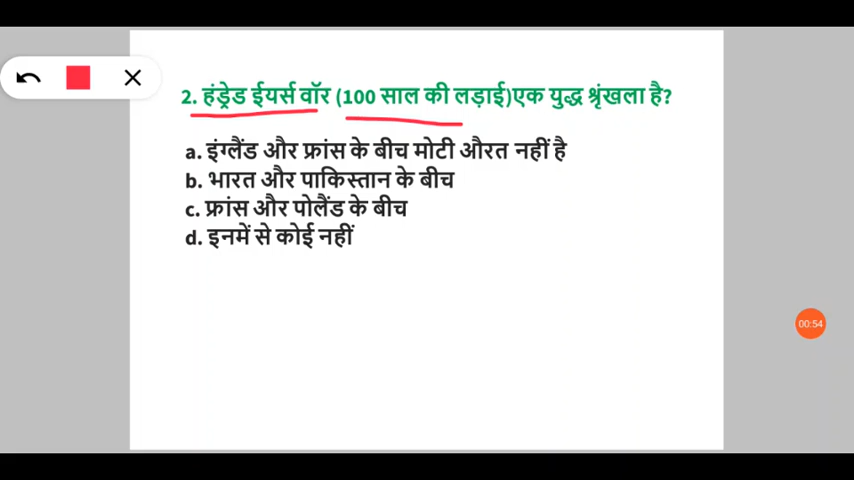 2. हंड्रेड ईयर्स वॉर (100 साल की लड़ाई)एक युद्ध श्रृंखला है?
a. इंग्लैंड और फ्रांस के बीच मोटी औरत नहीं है
b. भारत और पाकिस्तान के बीच
c. फ्रांस और पोलैंड के बीच
d. इनमें से कोई नहीं
00:54